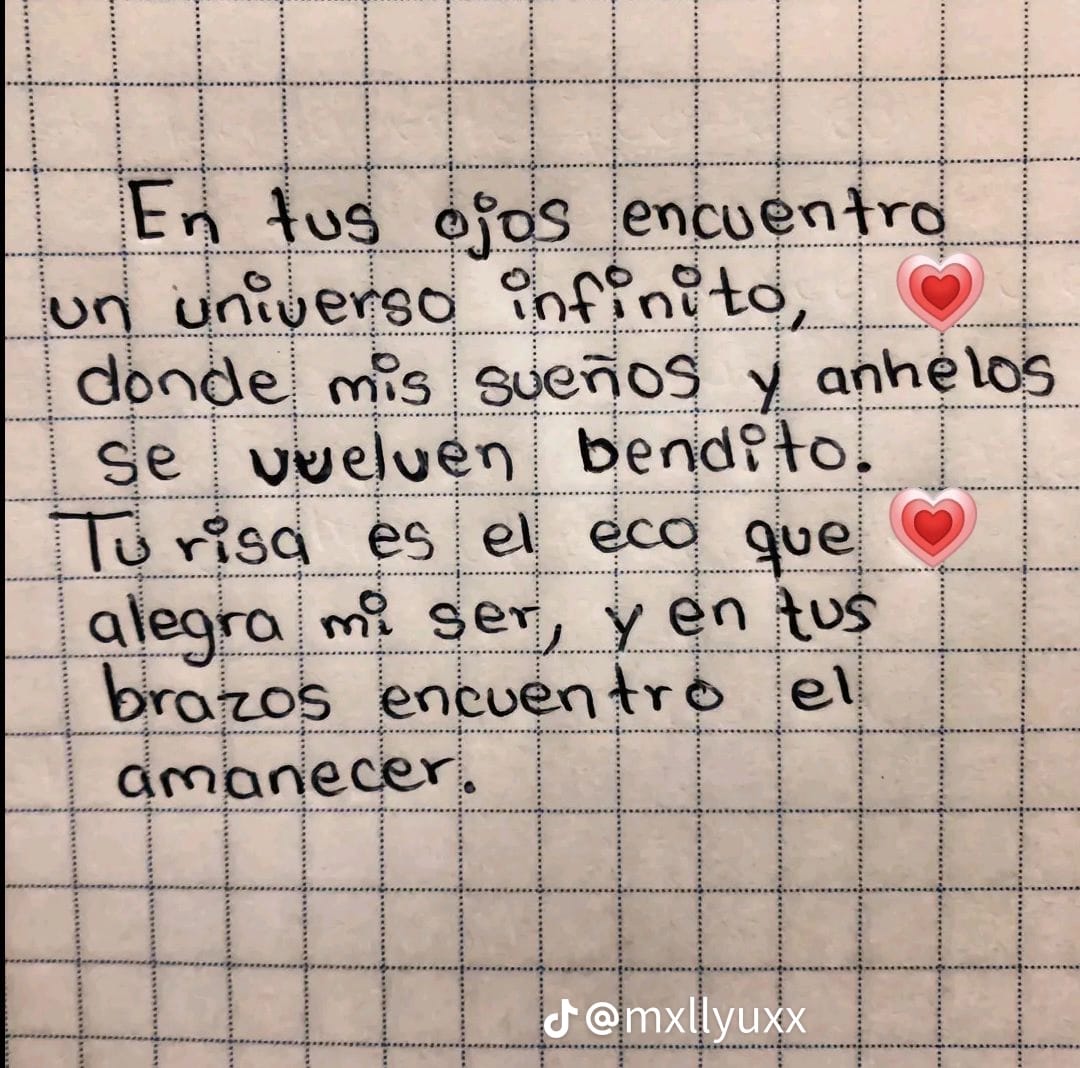 En tus ojos encuentro
un universo infinito,
donde mis sueños y anhelos
se vuelven bendito.
Tu risa es el eco que
alegra mi ser, y en tus
brazos encuentro el
amanecer.
@mxllyuxx